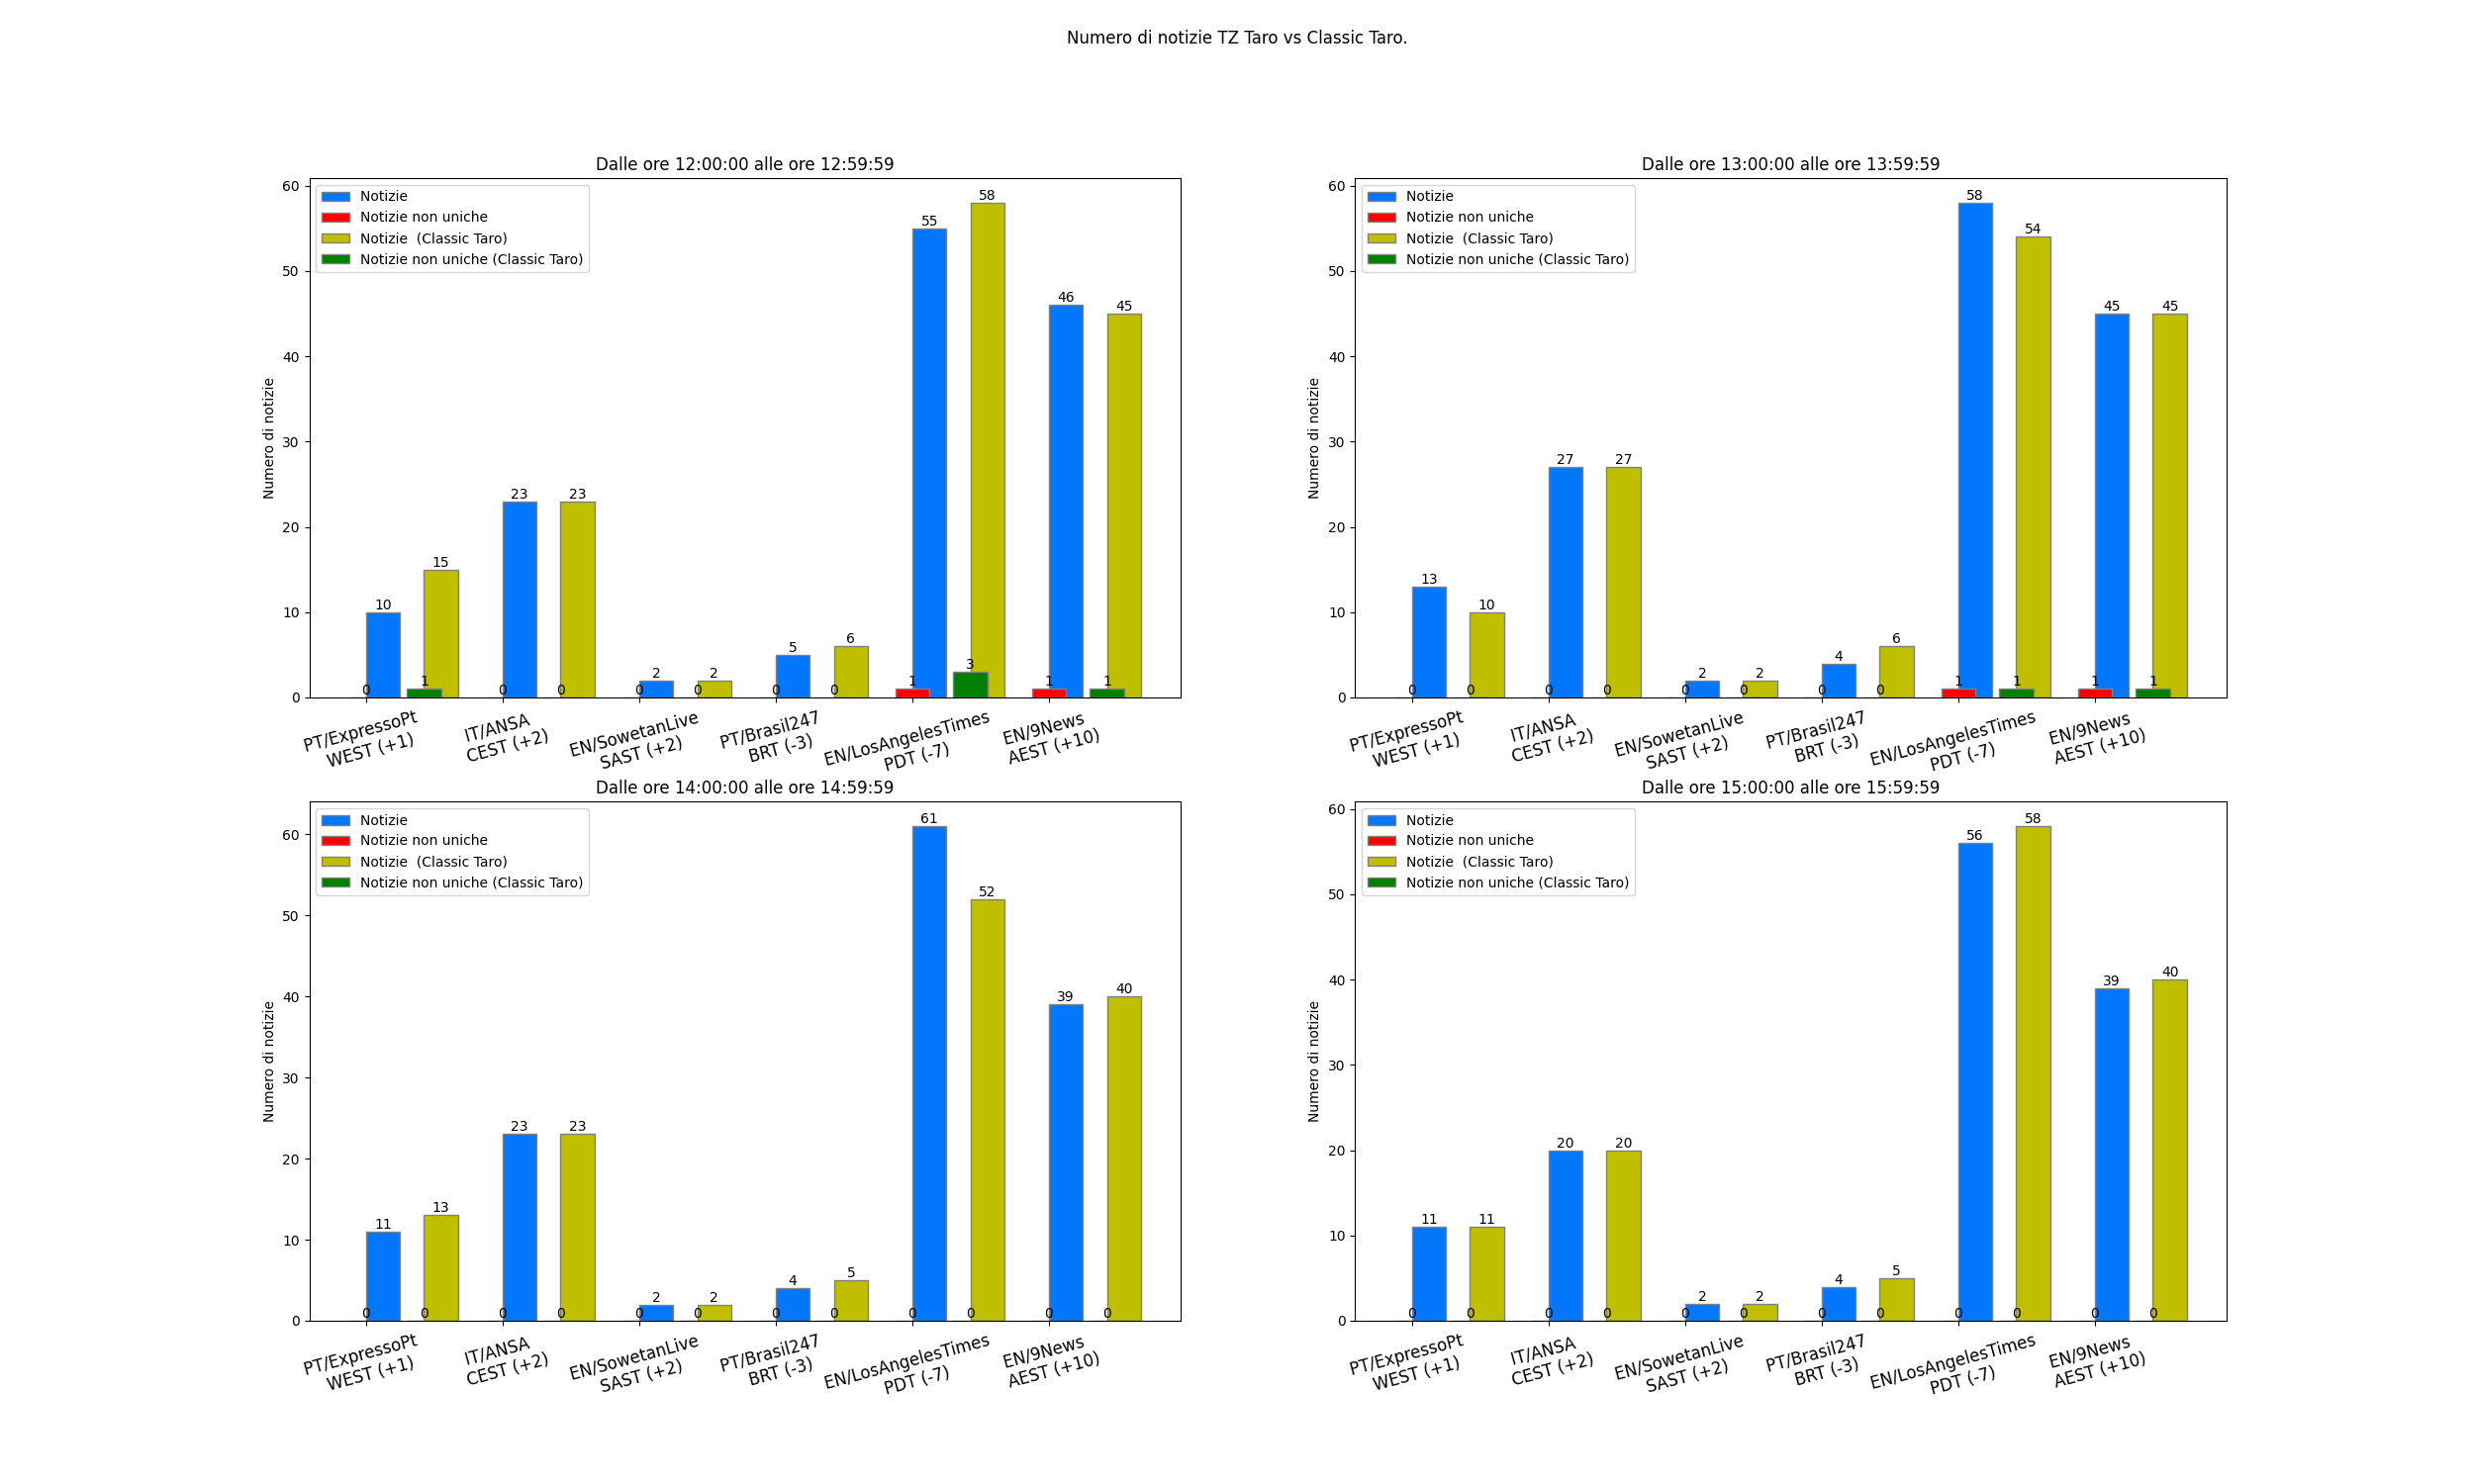 Numero di notizie TZ Taro vs Classic Taro.
Dalle ore 12:00:00 alle ore 12:59:59
Numero di notizie
60
50
40
30
20
10
0
Notizie
Notizie non uniche
Notizie (Classic Taro)
Notizie non uniche (Classic Taro)
10
15
23
23
2
2
5
6
55
58
46
45
0
1
0
0
0
0
0
0
1
3
1
1
PT/ExpressoPt
WEST (+1)
IT/ANSA
CEST (+2)
EN/SowetanLive
SAST (+2)
PT/Brasil247
BRT (-3)
EN/LosAngelesTimes
PDT (-7)
EN/9News
AEST (+10)
Dalle ore 13:00:00 alle ore 13:59:59
Numero di notizie
60
50
40
30
20
10
0
Notizie
Notizie non uniche
Notizie (Classic Taro)
Notizie non uniche (Classic Taro)
13
10
27
27
2
2
4
6
58
54
45
45
0
0
0
0
0
0
0
0
1
1
1
1
PT/ExpressoPt
WEST (+1)
IT/ANSA
CEST (+2)
EN/SowetanLive
SAST (+2)
PT/Brasil247
BRT (-3)
EN/LosAngelesTimes
PDT (-7)
EN/9News
AEST (+10)
Dalle ore 14:00:00 alle ore 14:59:59
Numero di notizie
60
50
40
30
20
10
0
Notizie
Notizie non uniche
Notizie (Classic Taro)
Notizie non uniche (Classic Taro)
11
13
23
23
2
2
4
5
61
52
39
40
0
0
0
0
0
0
0
0
0
0
0
0
PT/ExpressoPt
WEST (+1)
IT/ANSA
CEST (+2)
EN/SowetanLive
SAST (+2)
PT/Brasil247
BRT (-3)
EN/LosAngelesTimes
PDT (-7)
EN/9News
AEST (+10)
Dalle ore 15:00:00 alle ore 15:59:59
Numero di notizie
60
50
40
30
20
10
0
Notizie
Notizie non uniche
Notizie (Classic Taro)
Notizie non uniche (Classic Taro)
11
11
20
20
2
2
4
5
56
58
39
40
0
0
0
0
0
0
0
0
0
0
0
0
PT/ExpressoPt
WEST (+1)
IT/ANSA
CEST (+2)
EN/SowetanLive
SAST (+2)
PT/Brasil247
BRT (-3)
EN/LosAngelesTimes
PDT (-7)
EN/9News
AEST (+10)